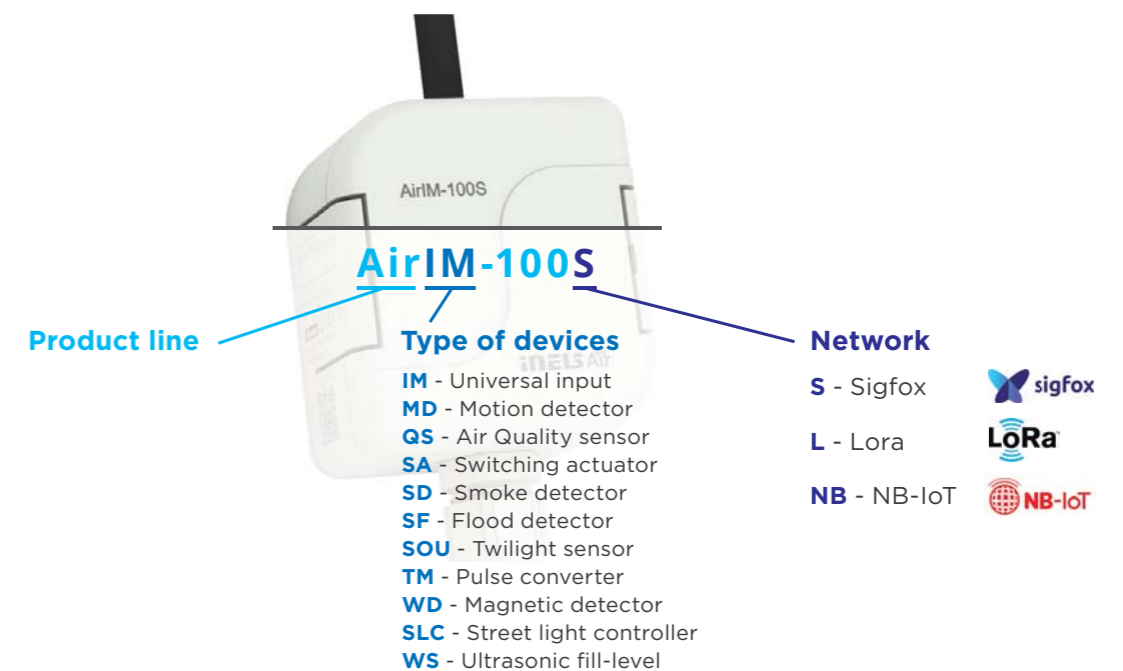 AirIM-100S
AirIM-100S
Product line
Type of devices
IM - Universal input
MD - Motion detector
QS - Air Quality sensor
SA - Switching actuator
SD - Smoke detector
SF - Flood detector
SOU - Twilight sensor
TM - Pulse converter
WD - Magnetic detector
SLC - Street light controller
WS - Ultrasonic fill-level
iNELS Air
Network
S - Sigfox
sigfox
L - Lora
LoRa
NB - NB-IoT
NB-IoT